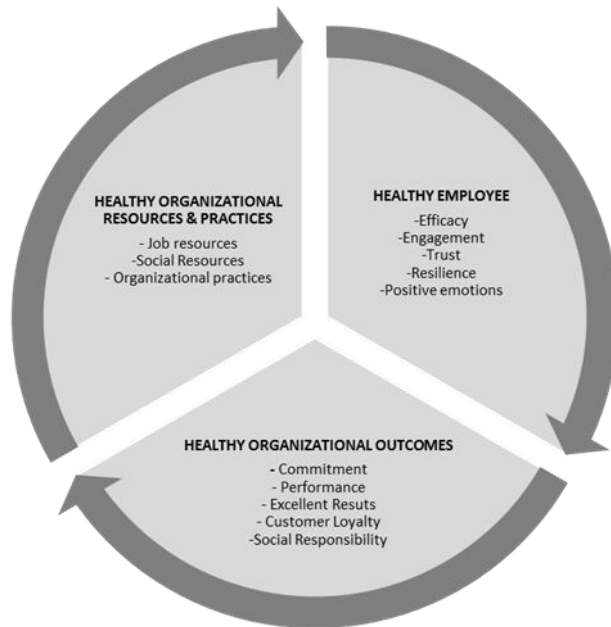 HEALTHY ORGANIZATIONAL
RESOURCES & PRACTICES
- Job resources
-Social Resources
- Organizational practices
HEALTHY EMPLOYEE
-Efficacy
-Engagement
-Trust
-Resilience
-Positive emotions
HEALTHY ORGANIZATIONAL OUTCOMES
- Commitment
- Performance
- Excellent Resuts
- Customer Loyalty
-Social Responsibility